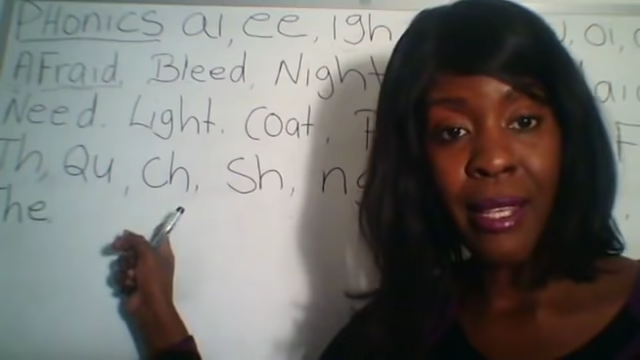 PHonics ai, ee, igh oi,
AFraid, Bleed, Night
Need. Light. Coat. F
Th, Qu, Ch, Sh, ng
The.